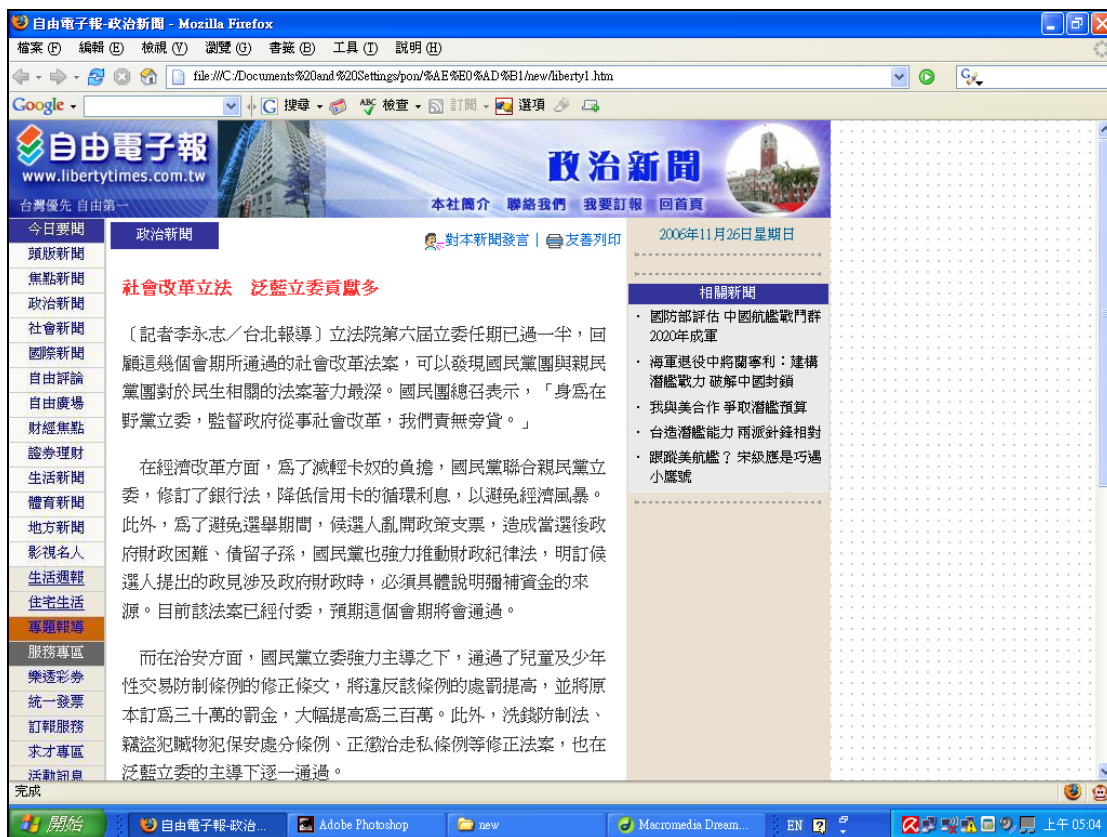 自由電子報-政治新聞 - Mozilla Firefox
檔案(F) 編輯(E) 檢視(V) 瀏覽(G) 書籤(B) 工具(T) 說明(H)
file:///C:/Documents%20and%20Settings/pon/%AE%E0%AD%B1/new/liberty1.htm
G
Google 搜尋 ABC 檢查 訂閱 選項
自由電子報
www.libertytimes.com.tw
台灣優先 自由第一
政治新聞
本社簡介 聯絡我們 我要訂報 回首頁
今日要聞
頭版新聞
焦點新聞
政治新聞
社會新聞
國際新聞
自由評論
自由廣場
財經焦點
證券理財
生活新聞
體育新聞
地方新聞
影視名人
生活週報
住宅生活
專題報導
服務專區
樂透彩券
統一發票
訂報服務
求才專區
活動訊息
政治新聞
對本新聞發言 | 友善列印
社會改革立法 泛藍立委貢獻多
〔記者李永志／台北報導〕立法院第六屆立委任期已過一半，回
顧這幾個會期所通過的社會改革法案，可以發現國民黨團與親民
黨團對於民生相關的法案著力最深。國民團總召表示，「身為在
野黨立委，監督政府從事社會改革，我們責無旁貸。」
在經濟改革方面，為了減輕卡奴的負擔，國民黨聯合親民黨立
委，修訂了銀行法，降低信用卡的循環利息，以避免經濟風暴。
此外，為了避免選舉期間，候選人亂開政策支票，造成當選後政
府財政困難、債留子孫，國民黨也強力推動財政紀律法，明訂候
選人提出的政見涉及政府財政時，必須具體說明彌補資金的來
源。目前該法案已經付委，預期這個會期將會通過。
而在治安方面，國民黨立委強力主導之下，通過了兒童及少年
性交易防制條例的修正條文，將違反該條例的處罰提高，並將原
本訂為三十萬的罰金，大幅提高為三百萬。此外，洗錢防制法、
竊盜犯贓物犯保安處分條例、正懲治走私條例等修正法案，也在
泛藍立委的主導下逐一通過。
2006年11月26日星期日
相關新聞
‧ 國防部評估 中國航艦戰鬥群
2020年成軍
‧ 海軍退役中將蘭寧利：建構
潛艦戰力 破解中國封鎖
‧ 我與美合作 爭取潛艦預算
‧ 台造潛艦能力 兩派針鋒相對
‧ 跟蹤美航艦？ 宋級應是巧遇
小鷹號
完成
開始 自由電子報-政治... Adobe Photoshop new Macromedia Dream... EN 上午 05:04